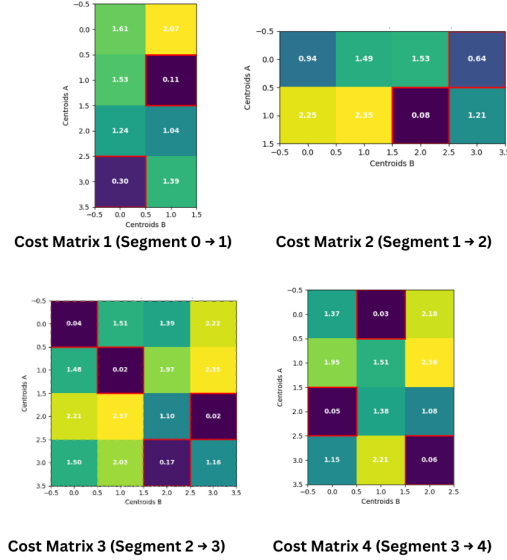 −0.5
0.0 1.61 2.07
0.5
1.0 1.53 0.11
1.5
2.0 1.24 1.04
2.5
3.0 0.30 1.39
3.5
−0.5 0.0 0.5 1.0 1.5
Centroids A
Centroids B
Cost Matrix 1 (Segment 0 → 1)
−0.5
0.0 0.94 1.49 1.53 0.64
0.5
1.0 2.25 2.35 0.08 1.21
1.5
−0.5 0.0 0.5 1.0 1.5 2.0 2.5 3.0 3.5
Centroids A
Centroids B
Cost Matrix 2 (Segment 1 → 2)
−0.5
0.0 0.04 1.51 1.39 2.22
0.5
1.0 1.48 0.02 1.97 2.35
1.5
2.0 2.21 2.37 1.10 0.02
2.5
3.0 1.50 2.03 0.17 1.16
3.5
−0.5 0.0 0.5 1.0 1.5 2.0 2.5 3.0 3.5
Centroids A
Centroids B
Cost Matrix 3 (Segment 2 → 3)
−0.5
0.0 1.37 0.03 2.18
0.5
1.0 1.95 1.51 2.36
1.5
2.0 0.05 1.38 1.08
2.5
3.0 1.15 2.21 0.06
3.5
−0.5 0.0 0.5 1.0 1.5 2.0 2.5
Centroids A
Centroids B
Cost Matrix 4 (Segment 3 → 4)